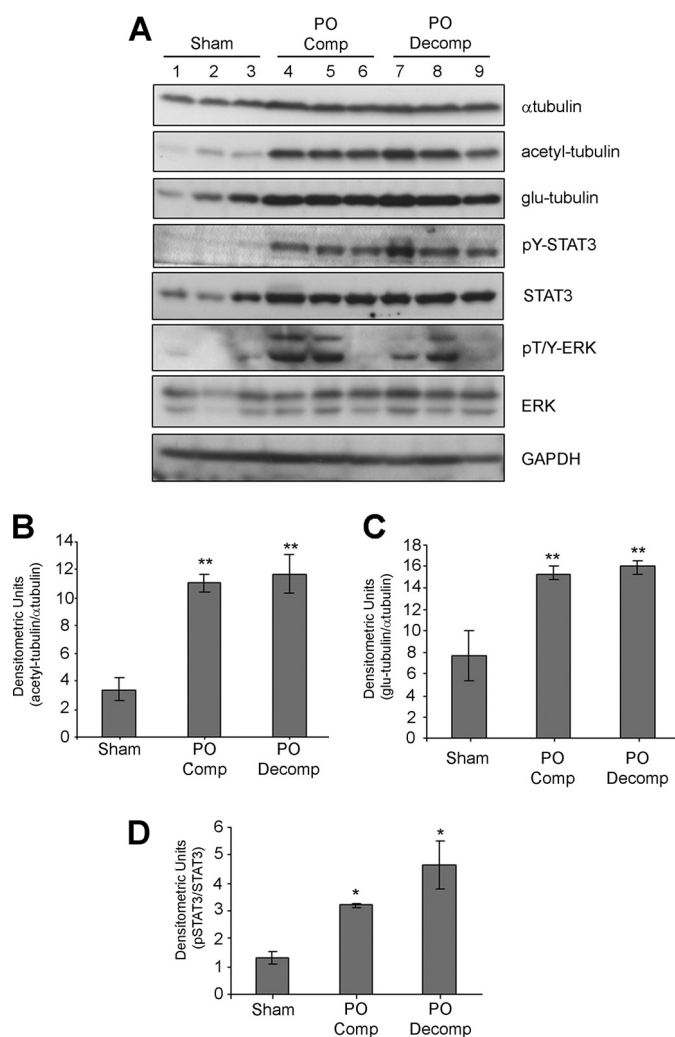 A
Sham
PO
Comp
PO
Decomp
1 2 3 4 5 6 7 8 9
αtubulin
acetyl-tubulin
glu-tubulin
pY-STAT3
STAT3
pT/Y-ERK
ERK
GAPDH
B
Densitometric Units
(acetyl-tubulin/αtubulin)
14
12
10
8
6
4
2
0
**
**
Sham
PO
Comp
PO
Decomp
C
Densitometric Units
(glu-tubulin/αtubulin)
18
16
14
12
10
8
6
4
2
0
**
**
Sham
PO
Comp
PO
Decomp
D
Densitometric Units
(pSTAT3/STAT3)
6
5
4
3
2
1
0
*
*
Sham
PO
Comp
PO
Decomp